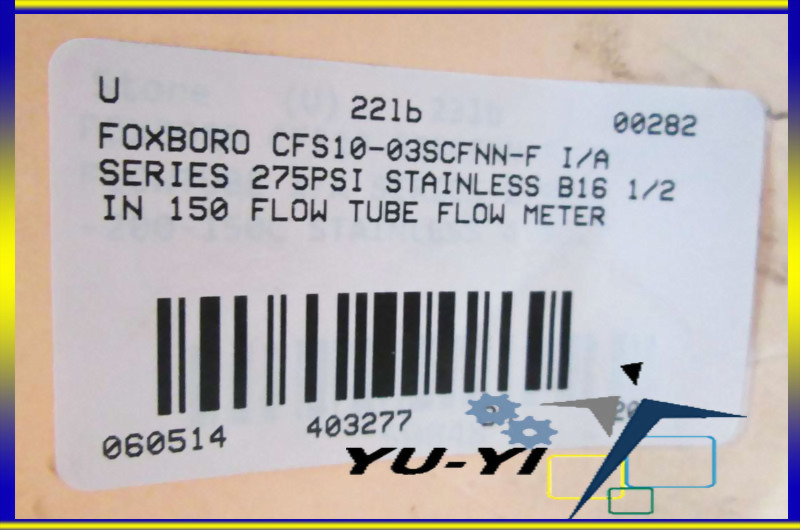 U 22lb 00282
FOXBORO CFS10-03SCFNN-F I/A
SERIES 275PSI STAINLESS B16 1/2
IN 150 FLOW TUBE FLOW METER
060514 403277
YU-YI